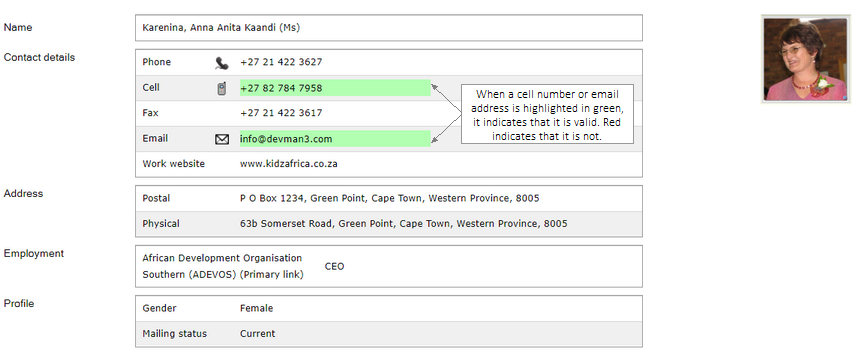 Name
Karenina, Anna Anita Kaandi (Ms)
Contact details
Phone +27 21 422 3627
Cell +27 82 784 7958
Fax +27 21 422 3617
Email info@devman3.com
Work website www.kidzafrica.co.za
When a cell number or email
address is highlighted in green,
it indicates that it is valid. Red
indicates that it is not.
Address
Postal P O Box 1234, Green Point, Cape Town, Western Province, 8005
Physical 63b Somerset Road, Green Point, Cape Town, Western Province, 8005
Employment
African Development Organisation
Southern (ADEVOS) (Primary link)
CEO
Profile
Gender Female
Mailing status Current